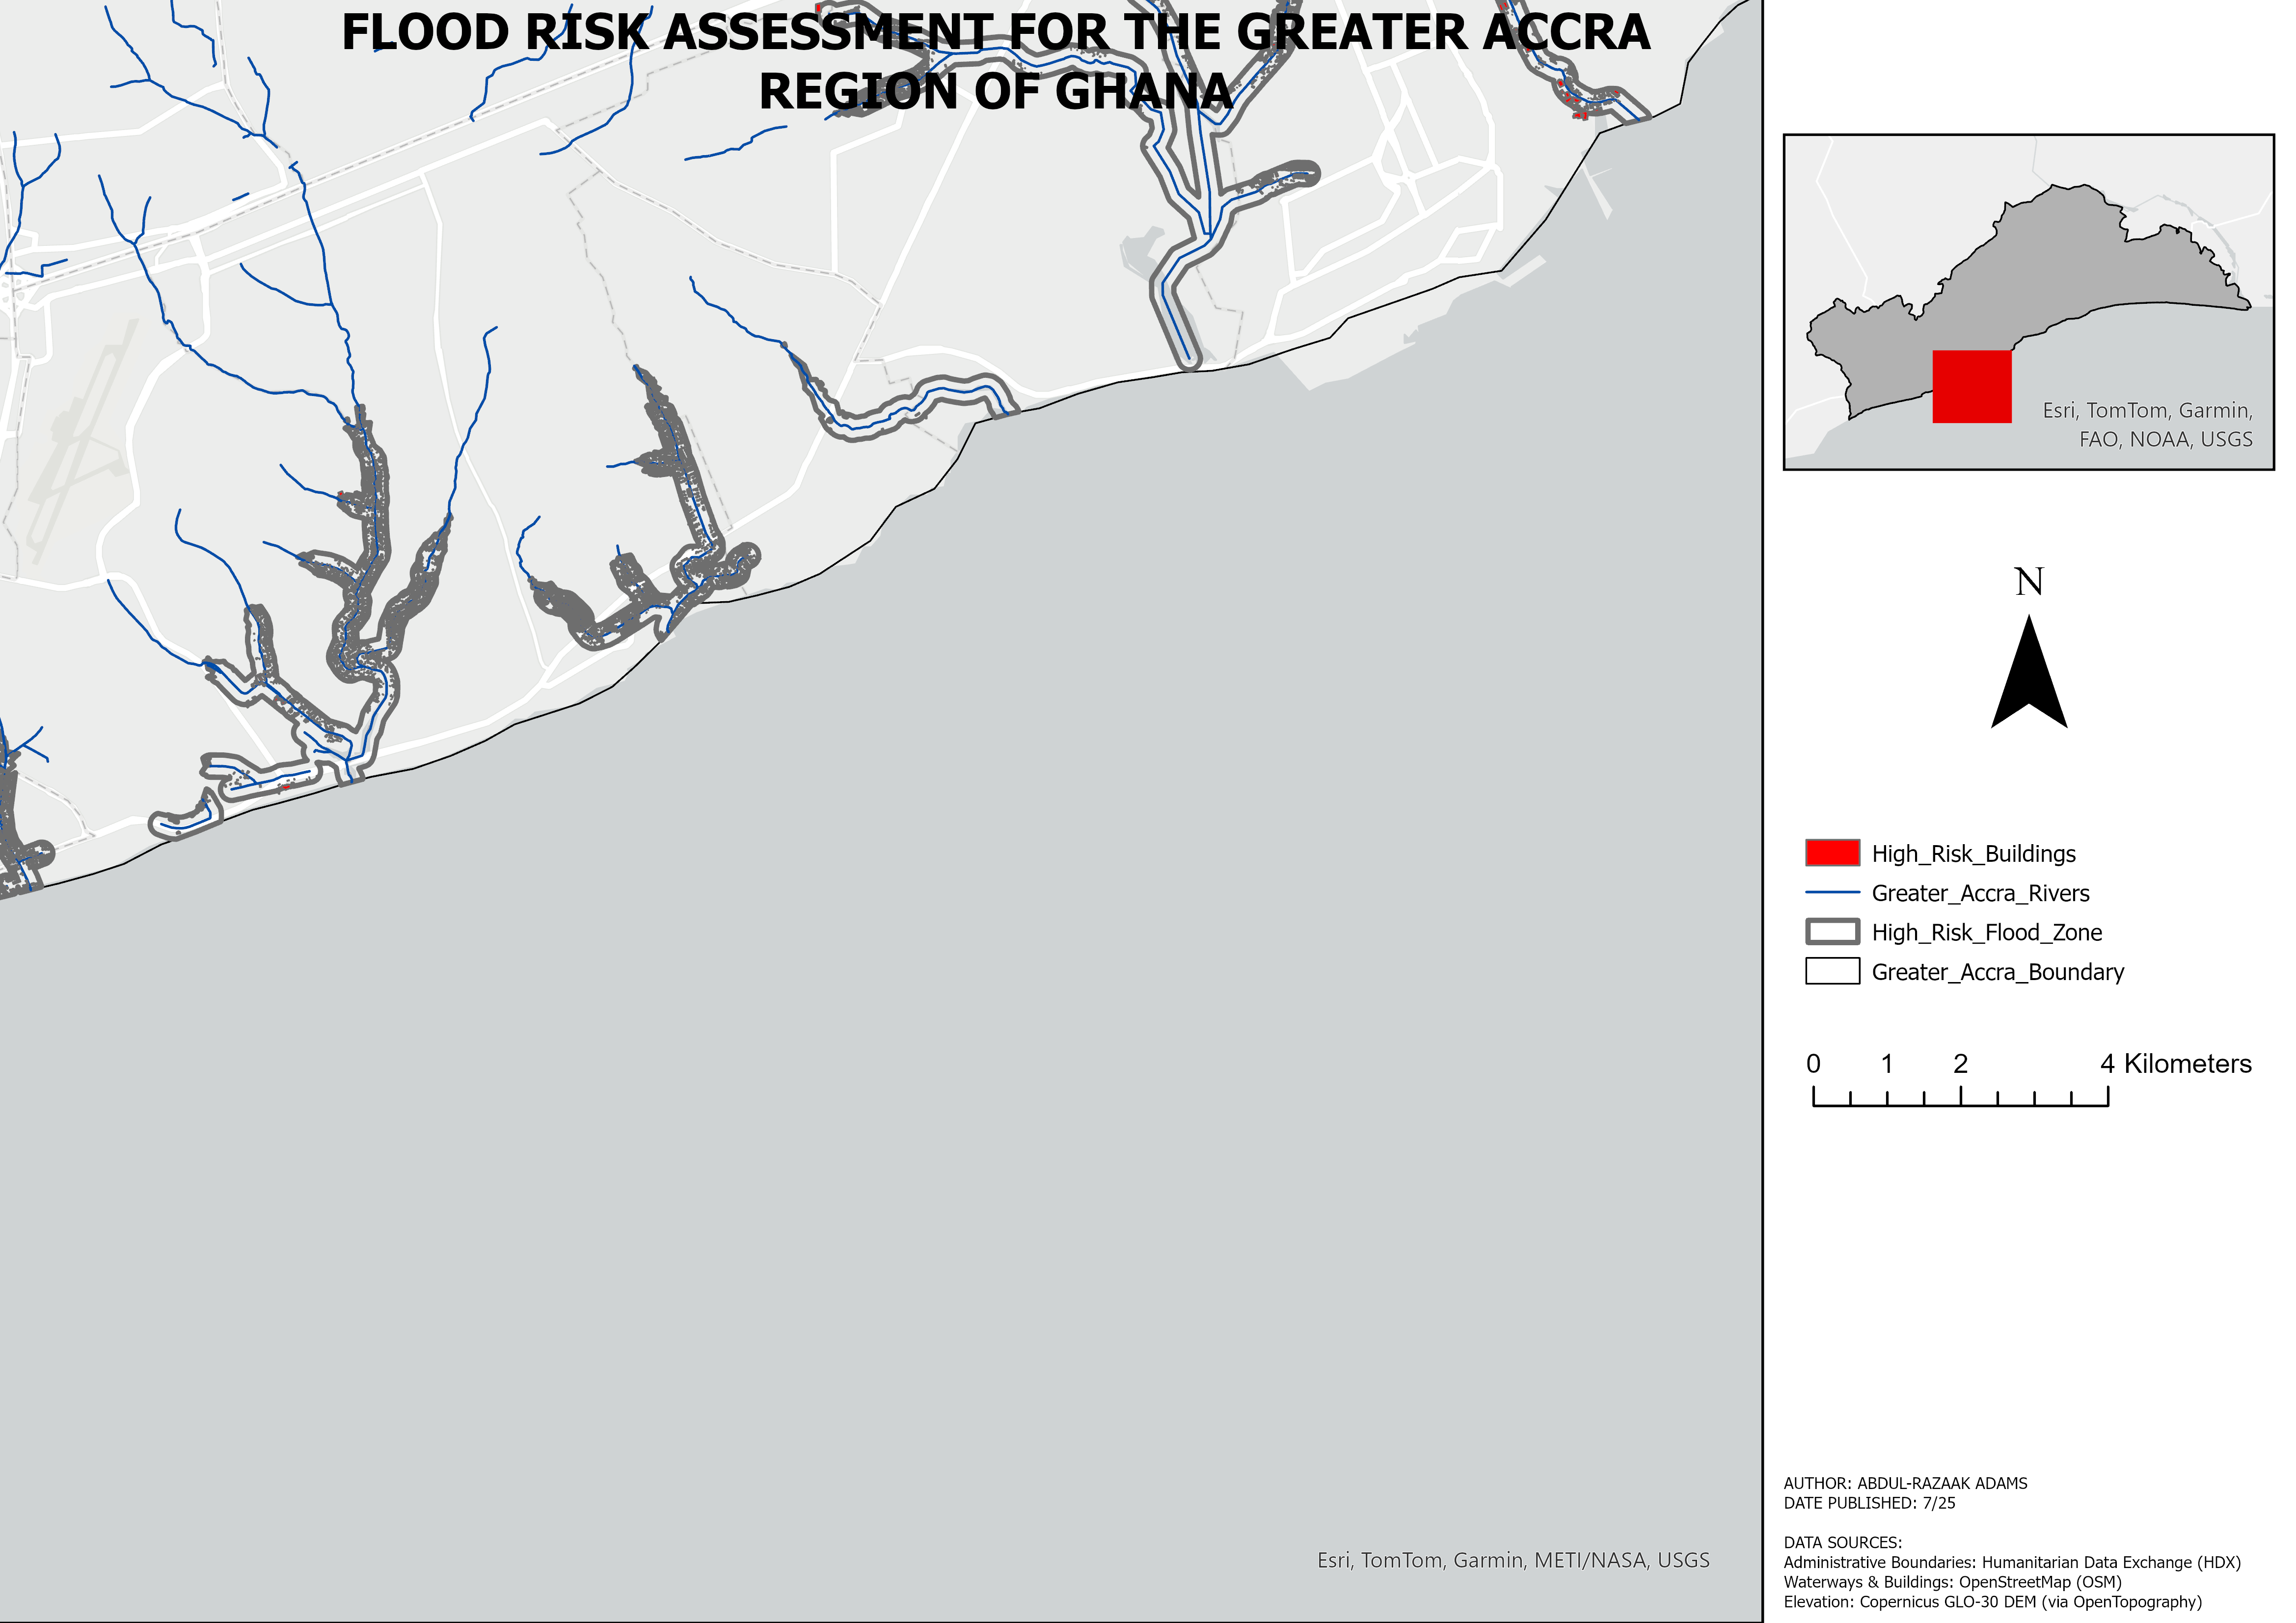 FLOOD RISK ASSESSMENT FOR THE GREATER ACCRA
REGION OF GHANA
Esri, TomTom, Garmin,
FAO, NOAA, USGS
N
High_Risk_Buildings
Greater_Accra_Rivers
High_Risk_Flood_Zone
Greater_Accra_Boundary
0 1 2 4 Kilometers
Esri, TomTom, Garmin, METI/NASA, USGS
AUTHOR: ABDUL-RAZAAK ADAMS
DATE PUBLISHED: 7/25
DATA SOURCES:
Administrative Boundaries: Humanitarian Data Exchange (HDX)
Waterways & Buildings: OpenStreetMap (OSM)
Elevation: Copernicus GLO-30 DEM (via OpenTopography)